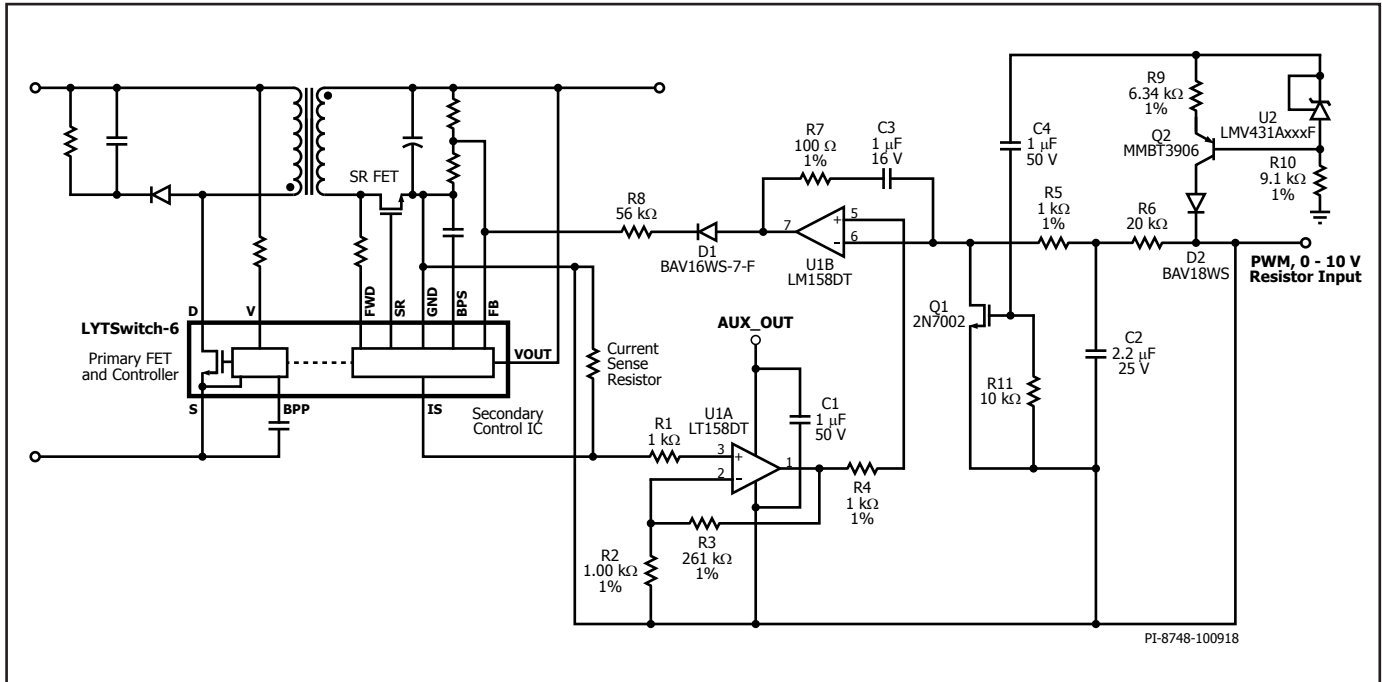 R9
6.34 kΩ
1%
U2
LMV431AxxxF
Q2
MMBT3906
R10
9.1 kΩ
1%
C4
1 μF
50 V
R7
100 Ω
1%
C3
1 μF
16 V
SR FET
R8
56 kΩ
D1
BAV16WS-7-F
7
5
+
6
-
U1B
LM158DT
R5
1 kΩ
1%
R6
20 kΩ
D2
BAV18WS
PWM, 0 - 10 V
Resistor Input
Q1
2N7002
C2
2.2 μF
25 V
R11
10 kΩ
D
V
FWD
SR
GND
BPS
FB
LYTSwitch-6
Primary FET
and Controller
VOUT
S
BPP
IS
Secondary
Control IC
Current
Sense
Resistor
AUX_OUT
C1
1 μF
50 V
U1A
LT158DT
R1
1 kΩ
3
+
2
-
1
R4
1 kΩ
1%
R3
261 kΩ
1%
R2
1.00 kΩ
1%
PI-8748-100918